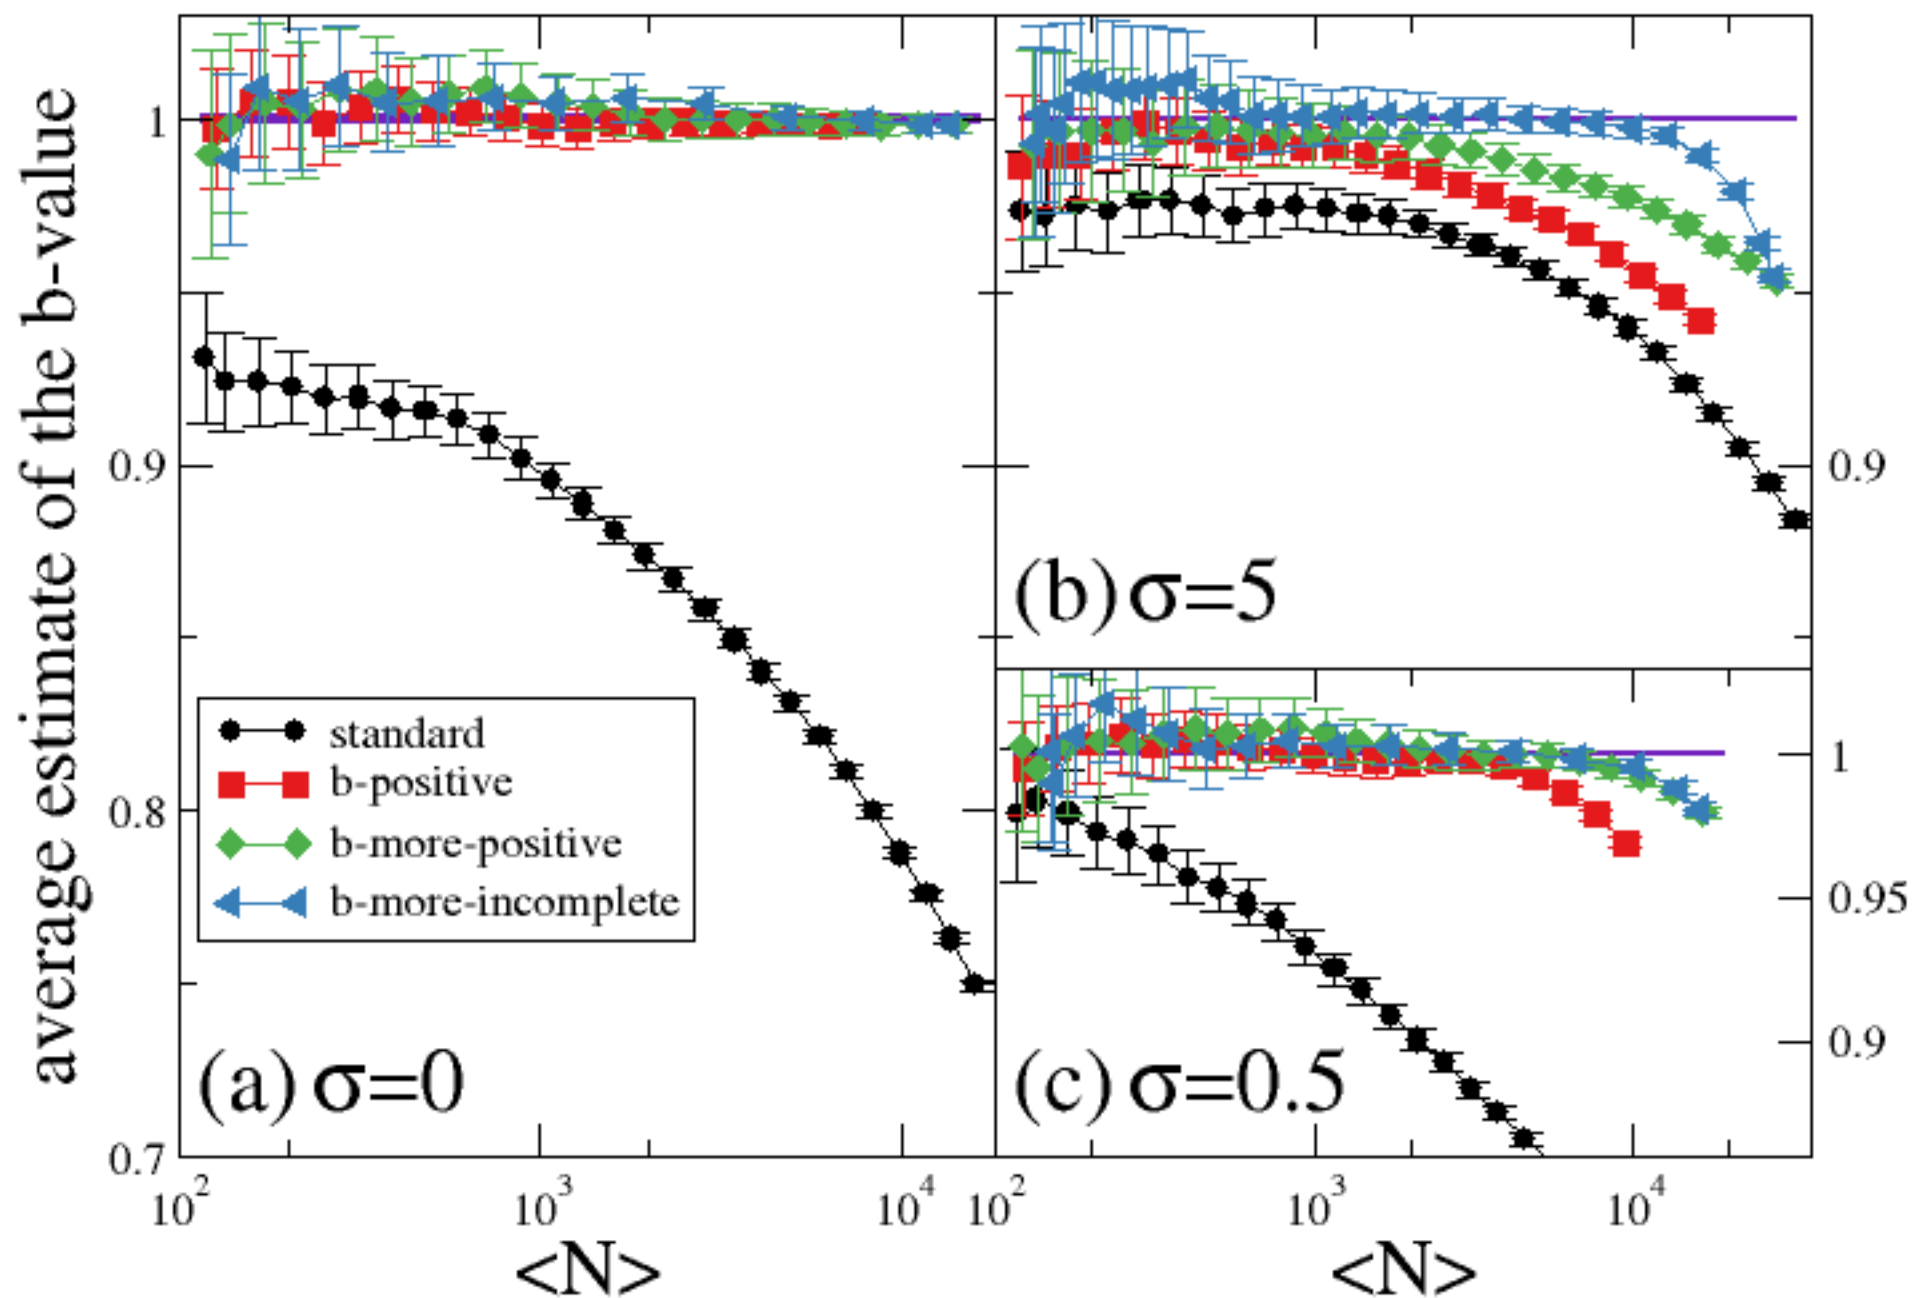 average estimate of the b-value
1
0.9
0.8
0.7
standard
b-positive
b-more-positive
b-more-incomplete
(a) σ=0
10²
10³
10⁴
<N>
(b) σ=5
0.9
(c) σ=0.5
1
0.95
0.9
10²
10³
10⁴
<N>